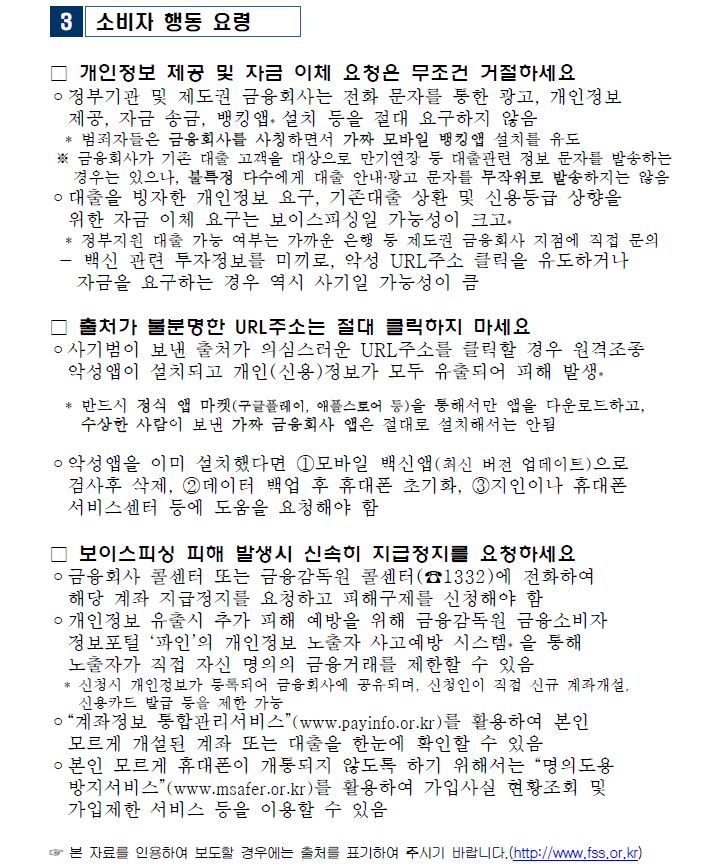 3 소비자 행동 요령
□ 개인정보 제공 및 자금 이체 요청은 무조건 거절하세요
○ 정부기관 및 제도권 금융회사는 전화 문자를 통한 광고, 개인정보
제공, 자금 송금, 뱅킹앱* 설치 등을 절대 요구하지 않음
* 범죄자들은 금융회사를 사칭하면서 가짜 모바일 뱅킹앱 설치를 유도
※ 금융회사가 기존 대출 고객을 대상으로 만기연장 등 대출관련 정보 문자를 발송하는
경우는 있으나, 불특정 다수에게 대출 안내·광고 문자를 무작위로 발송하지는 않음
○ 대출을 빙자한 개인정보 요구, 기존대출 상환 및 신용등급 상향을
위한 자금 이체 요구는 보이스피싱일 가능성이 크고*
* 정부지원 대출 가능 여부는 가까운 은행 등 제도권 금융회사 지점에 직접 문의
- 백신 관련 투자정보를 미끼로, 악성 URL주소 클릭을 유도하거나
자금을 요구하는 경우 역시 사기일 가능성이 큼
□ 출처가 불분명한 URL주소는 절대 클릭하지 마세요
○ 사기범이 보낸 출처가 의심스러운 URL주소를 클릭할 경우 원격조종
악성앱이 설치되고 개인(신용)정보가 모두 유출되어 피해 발생*
* 반드시 정식 앱 마켓(구글플레이, 애플스토어 등)을 통해서만 앱을 다운로드하고,
수상한 사람이 보낸 가짜 금융회사 앱은 절대로 설치해서는 안됨
○ 악성앱을 이미 설치했다면 ①모바일 백신앱(최신 버전 업데이트)으로
검사후 삭제, ②데이터 백업 후 휴대폰 초기화, ③지인이나 휴대폰
서비스센터 등에 도움을 요청해야 함
□ 보이스피싱 피해 발생시 신속히 지급정지를 요청하세요
○ 금융회사 콜센터 또는 금융감독원 콜센터(☎1332)에 전화하여
해당 계좌 지급정지를 요청하고 피해구제를 신청해야 함
○ 개인정보 유출시 추가 피해 예방을 위해 금융감독원 금융소비자
정보포털 ‘파인’의 개인정보 노출자 사고예방 시스템* 을 통해
노출자가 직접 자신 명의의 금융거래를 제한할 수 있음
* 신청시 개인정보가 등록되어 금융회사에 공유되며, 신청인이 직접 신규 계좌개설,
신용카드 발급 등을 제한 가능
○ “계좌정보 통합관리서비스”(www.payinfo.or.kr)를 활용하여 본인
모르게 개설된 계좌 또는 대출을 한눈에 확인할 수 있음
○ 본인 모르게 휴대폰이 개통되지 않도록 하기 위해서는 “명의도용
방지서비스”(www.msafer.or.kr)를 활용하여 가입사실 현황조회 및
가입제한 서비스 등을 이용할 수 있음
☞ 본 자료를 인용하여 보도할 경우에는 출처를 표기하여 주시기 바랍니다.(http://www.fss.or.kr)